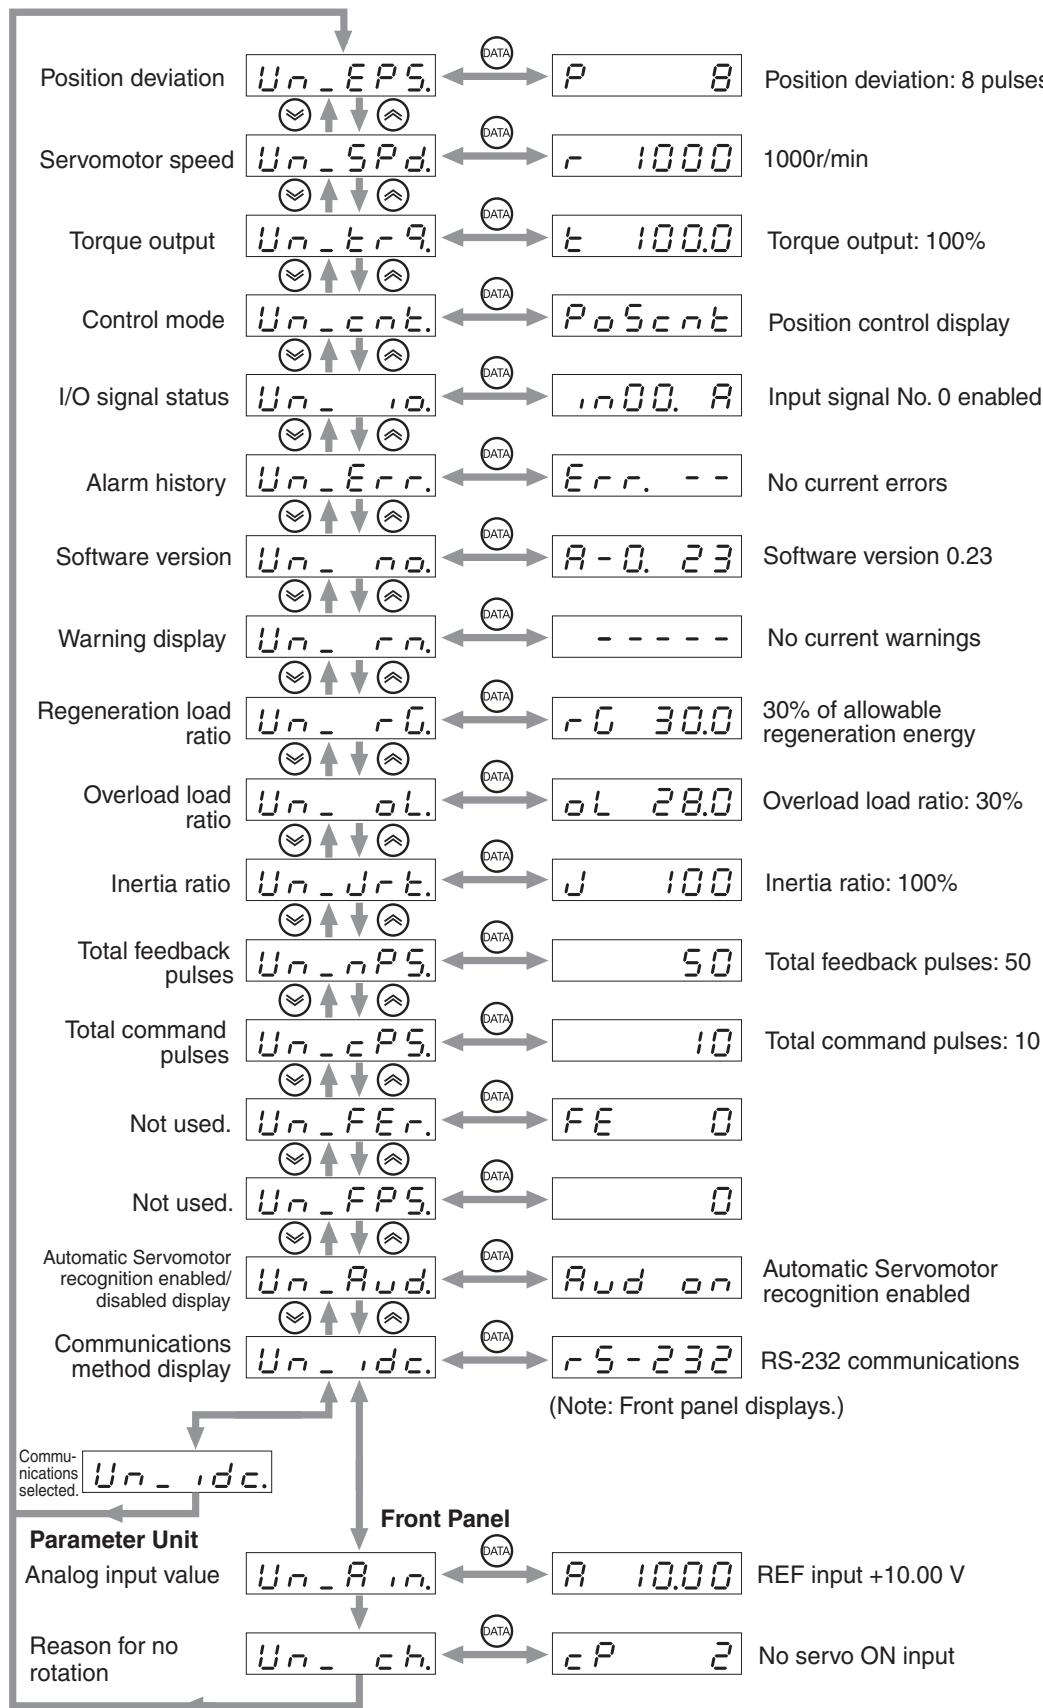 DATA
Position deviation Un_EPS. P 8 Position deviation: 8 pulses
DATA
Servomotor speed Un_SPd. r 1000 1000r/min
DATA
Torque output Un_trq. t 100.0 Torque output: 100%
DATA
Control mode Un_cnt. PoScnt Position control display
DATA
I/O signal status Un_ io. in00. A Input signal No. 0 enabled
DATA
Alarm history Un_Err. Err. -- No current errors
DATA
Software version Un_ no. A-0. 23 Software version 0.23
DATA
Warning display Un_ rn. ----- No current warnings
DATA
Regeneration load
ratio
Un_ rG. rG 30.0
30% of allowable
regeneration energy
DATA
Overload load
ratio
Un_ oL. oL 28.0 Overload load ratio: 30%
DATA
Inertia ratio Un_Jrt. J 100 Inertia ratio: 100%
DATA
Total feedback
pulses
Un_nPS. 50 Total feedback pulses: 50
DATA
Total command
pulses
Un_cPS. 10 Total command pulses: 10
DATA
Not used. Un_FEr. FE 0
DATA
Not used. Un_FPS. 0
DATA
Automatic Servomotor
recognition enabled/
disabled display
Un_Aud. Aud on
Automatic Servomotor
recognition enabled
DATA
Communications
method display
Un_ idc. rS-232 RS-232 communications
(Note: Front panel displays.)
Commu-
nications
selected.
Un_ idc.
Parameter Unit
Front Panel
DATA
Analog input value Un_A in. A 10.00 REF input +10.00 V
DATA
Reason for no
rotation
Un_ ch. cP 2 No servo ON input